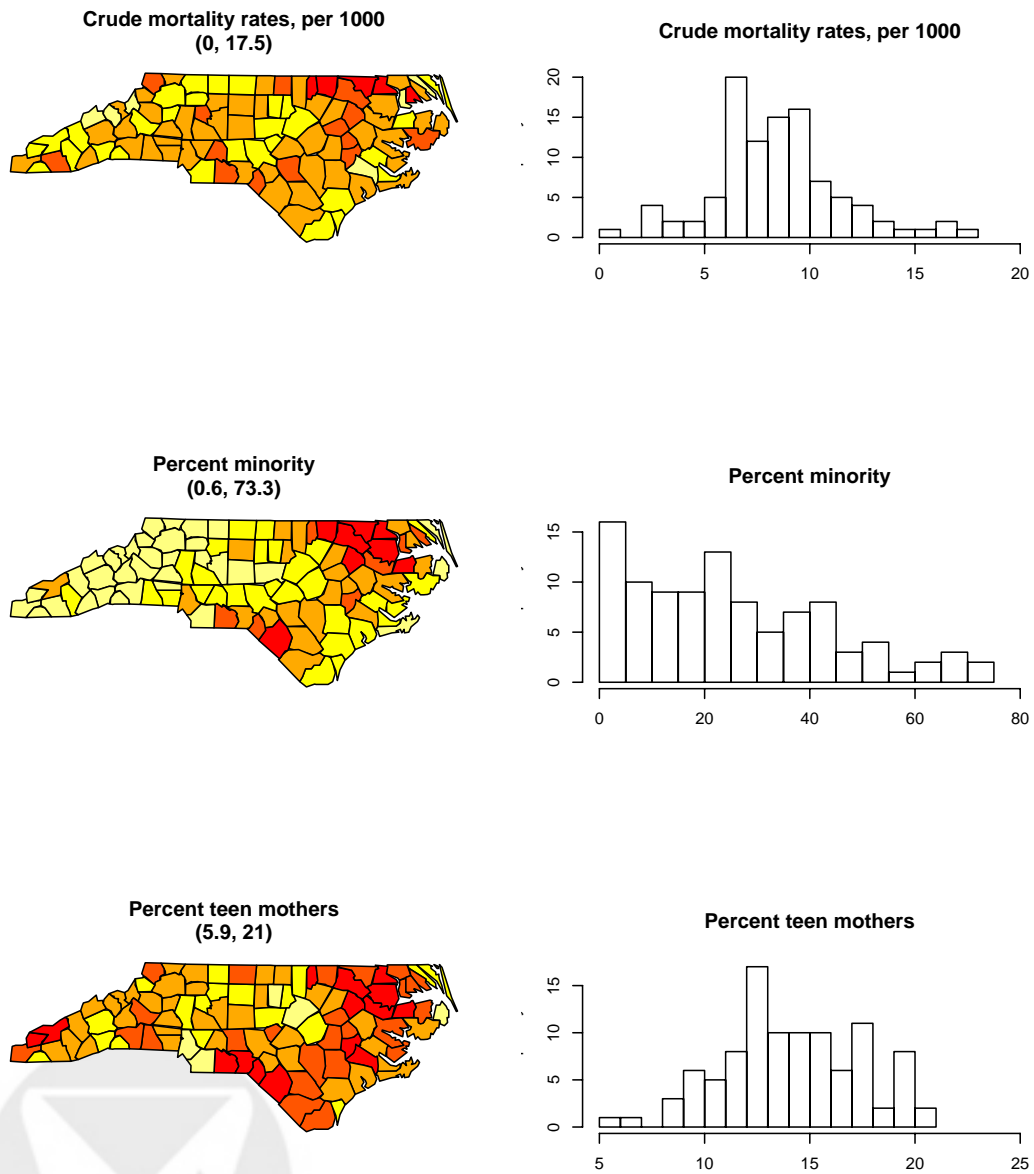 Crude mortality rates, per 1000
(0, 17.5)
Crude mortality rates, per 1000
20
15
10
5
0
0 5 10 15 20
Percent minority
(0.6, 73.3)
Percent minority
15
10
5
0
0 20 40 60 80
Percent teen mothers
(5.9, 21)
Percent teen mothers
15
10
5
0
5 10 15 20 25